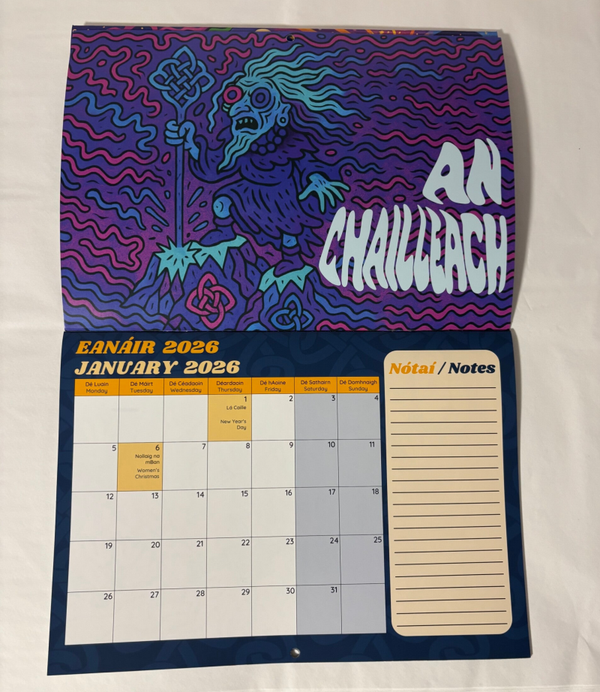 AN
CHAILLEACH
EANÁIR 2026
JANUARY 2026
Nótaí / Notes
Dé Luain Dé Máirt Dé Céadaoin Déardaoin Dé hAoine Dé Sathairn Dé Domhnaigh
Monday Tuesday Wednesday Thursday Friday Saturday Sunday
1 2 3 4
Lá Caille
New Year's
Day
5 6 7 8 9 10 11
Nollaig na
mBan
Women's
Christmas
12 13 14 15 16 17 18
19 20 21 22 23 24 25
26 27 28 29 30 31